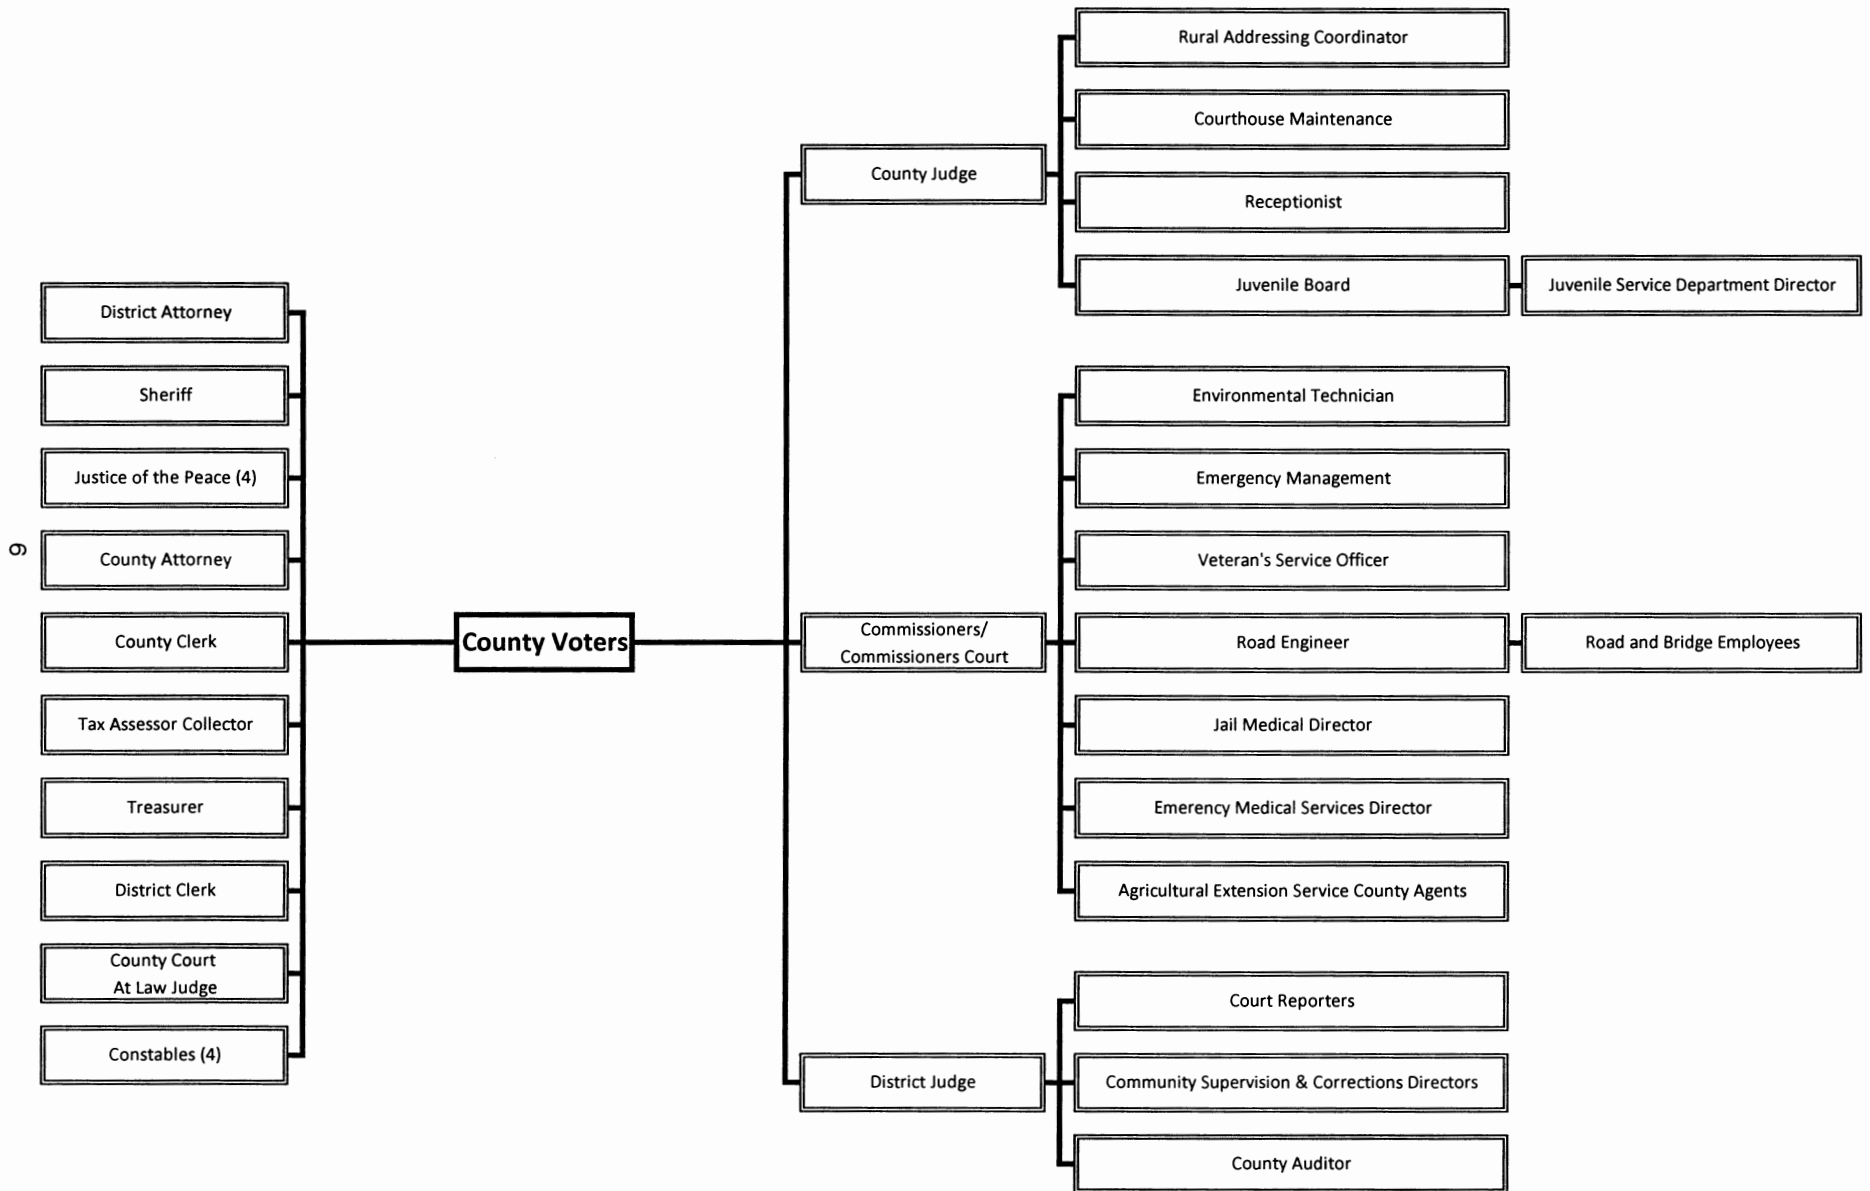 Rural Addressing Coordinator
Courthouse Maintenance
County Judge
Receptionist
Juvenile Board
Juvenile Service Department Director
District Attorney
Sheriff
Justice of the Peace (4)
County Attorney
County Clerk
Tax Assessor Collector
Treasurer
District Clerk
County Court
At Law Judge
Constables (4)
County Voters
Environmental Technician
Emergency Management
Veteran's Service Officer
Commissioners/
Commissioners Court
Road Engineer
Road and Bridge Employees
Jail Medical Director
Emerency Medical Services Director
Agricultural Extension Service County Agents
Court Reporters
District Judge
Community Supervision & Corrections Directors
County Auditor
9